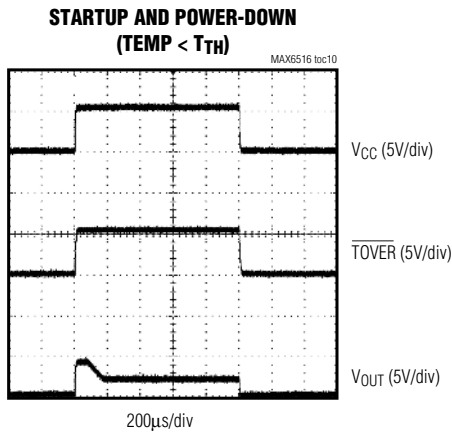 STARTUP AND POWER-DOWN
(TEMP < TTH)
MAX6516 toc10
VCC (5V/div)
TOVER (5V/div)
VOUT (5V/div)
200μs/div